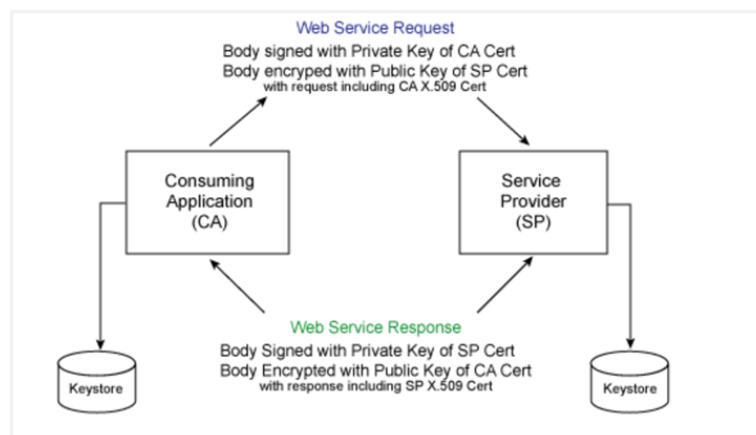 Web Service Request
Body signed with Private Key of CA Cert
Body encryped with Public Key of SP Cert
with request including CA X.509 Cert
Consuming
Application
(CA)
Service
Provider
(SP)
Web Service Response
Body Signed with Private Key of SP Cert
Body Encrypted with Public Key of CA Cert
with response including SP X.509 Cert
Keystore
Keystore